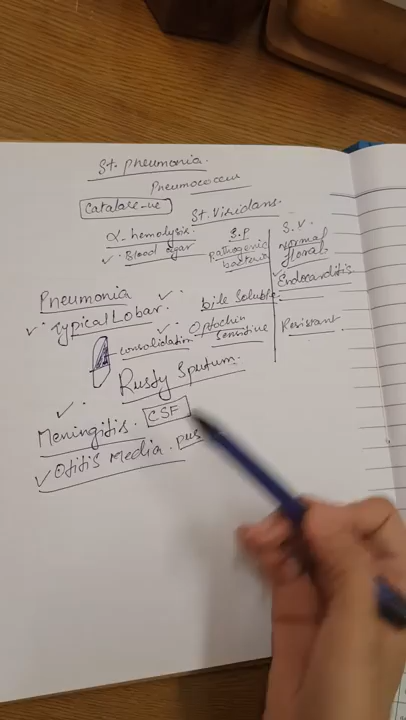 St. pneumonia.
Pneumococcus
Catalase -ve
St. Viridans.
α-hemolysis.
✓ Blood agar
S.P
Pathogenic
bacteria
S.V.
normal
floral.
Endocarditis
Pneumonia ✓.
✓ Typical Lobar.
bile soluble
✓. Optochin
sensitive
Resistant
consolidation
Rusty Sputum.
✓.
Meningitis. CSF
✓ Otitis Media. pus